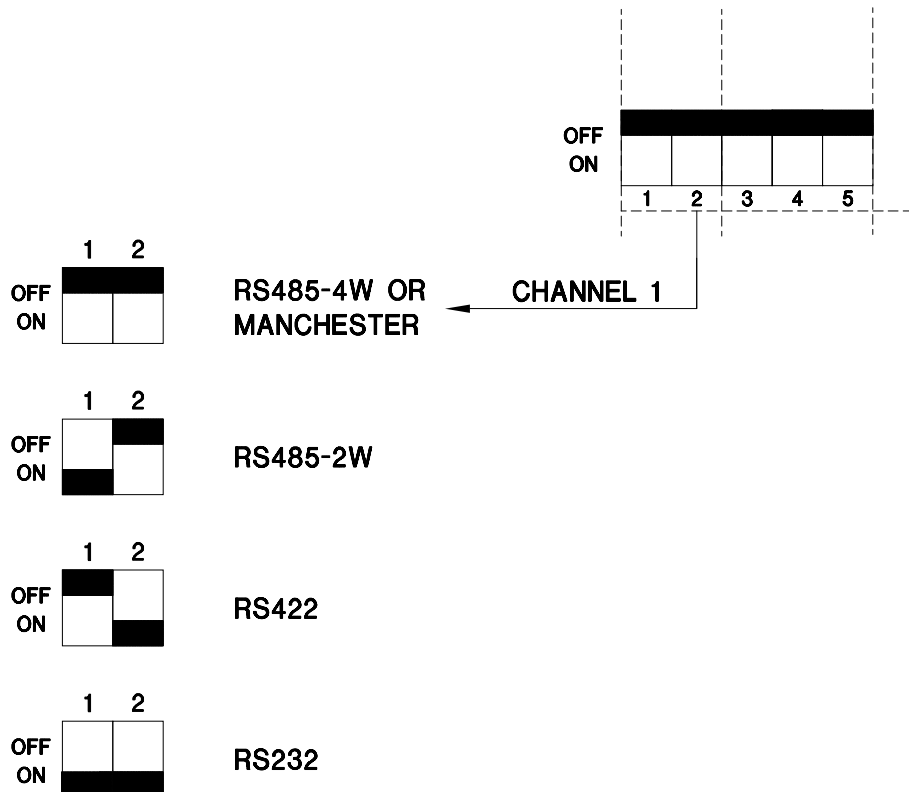 OFF
ON
1 2 3 4 5
CHANNEL 1
1 2
OFF
ON
RS485-4W OR
MANCHESTER
1 2
OFF
ON
RS485-2W
1 2
OFF
ON
RS422
1 2
OFF
ON
RS232